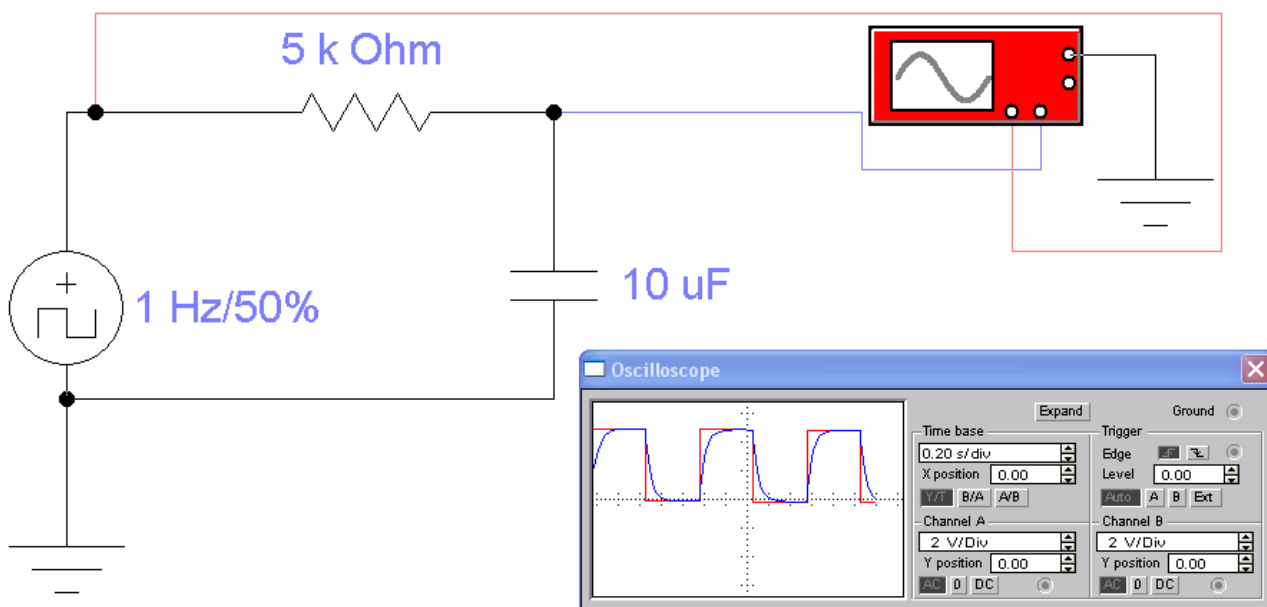 5 k Ohm
1 Hz/50%
10 uF
Oscilloscope
Expand
Ground
Time base
0.20 s/div
X position 0.00
Y/T B/A A/B
Trigger
Edge
Level 0.00
Auto A B Ext
Channel A
2 V/Div
Y position 0.00
AC 0 DC
Channel B
2 V/Div
Y position 0.00
AC 0 DC